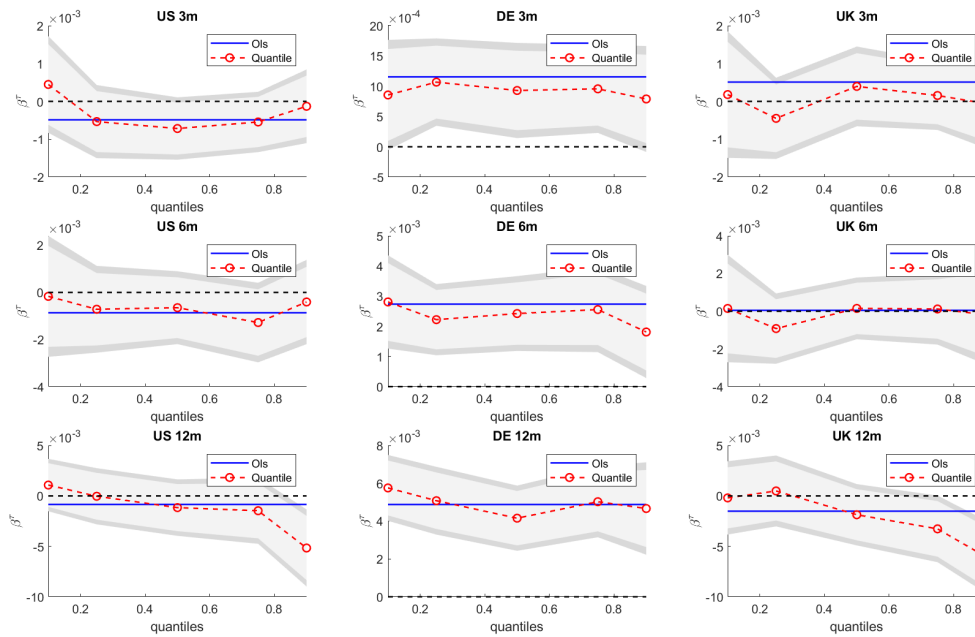 ×10⁻³ US 3m
2
1
0
-1
-2
βτ
Ols
Quantile
0.2 0.4 0.6 0.8
quantiles
×10⁻⁴ DE 3m
20
15
10
5
0
-5
βτ
Ols
Quantile
0.2 0.4 0.6 0.8
quantiles
×10⁻³ UK 3m
2
1
0
-1
-2
βτ
Ols
Quantile
0.2 0.4 0.6 0.8
quantiles
×10⁻³ US 6m
2
0
-2
-4
βτ
Ols
Quantile
0.2 0.4 0.6 0.8
quantiles
×10⁻³ DE 6m
5
4
3
2
1
0
βτ
Ols
Quantile
0.2 0.4 0.6 0.8
quantiles
×10⁻³ UK 6m
4
2
0
-2
-4
βτ
Ols
Quantile
0.2 0.4 0.6 0.8
quantiles
×10⁻³ US 12m
5
0
-5
-10
βτ
Ols
Quantile
0.2 0.4 0.6 0.8
quantiles
×10⁻³ DE 12m
8
6
4
2
0
βτ
Ols
Quantile
0.2 0.4 0.6 0.8
quantiles
×10⁻³ UK 12m
5
0
-5
-10
βτ
Ols
Quantile
0.2 0.4 0.6 0.8
quantiles